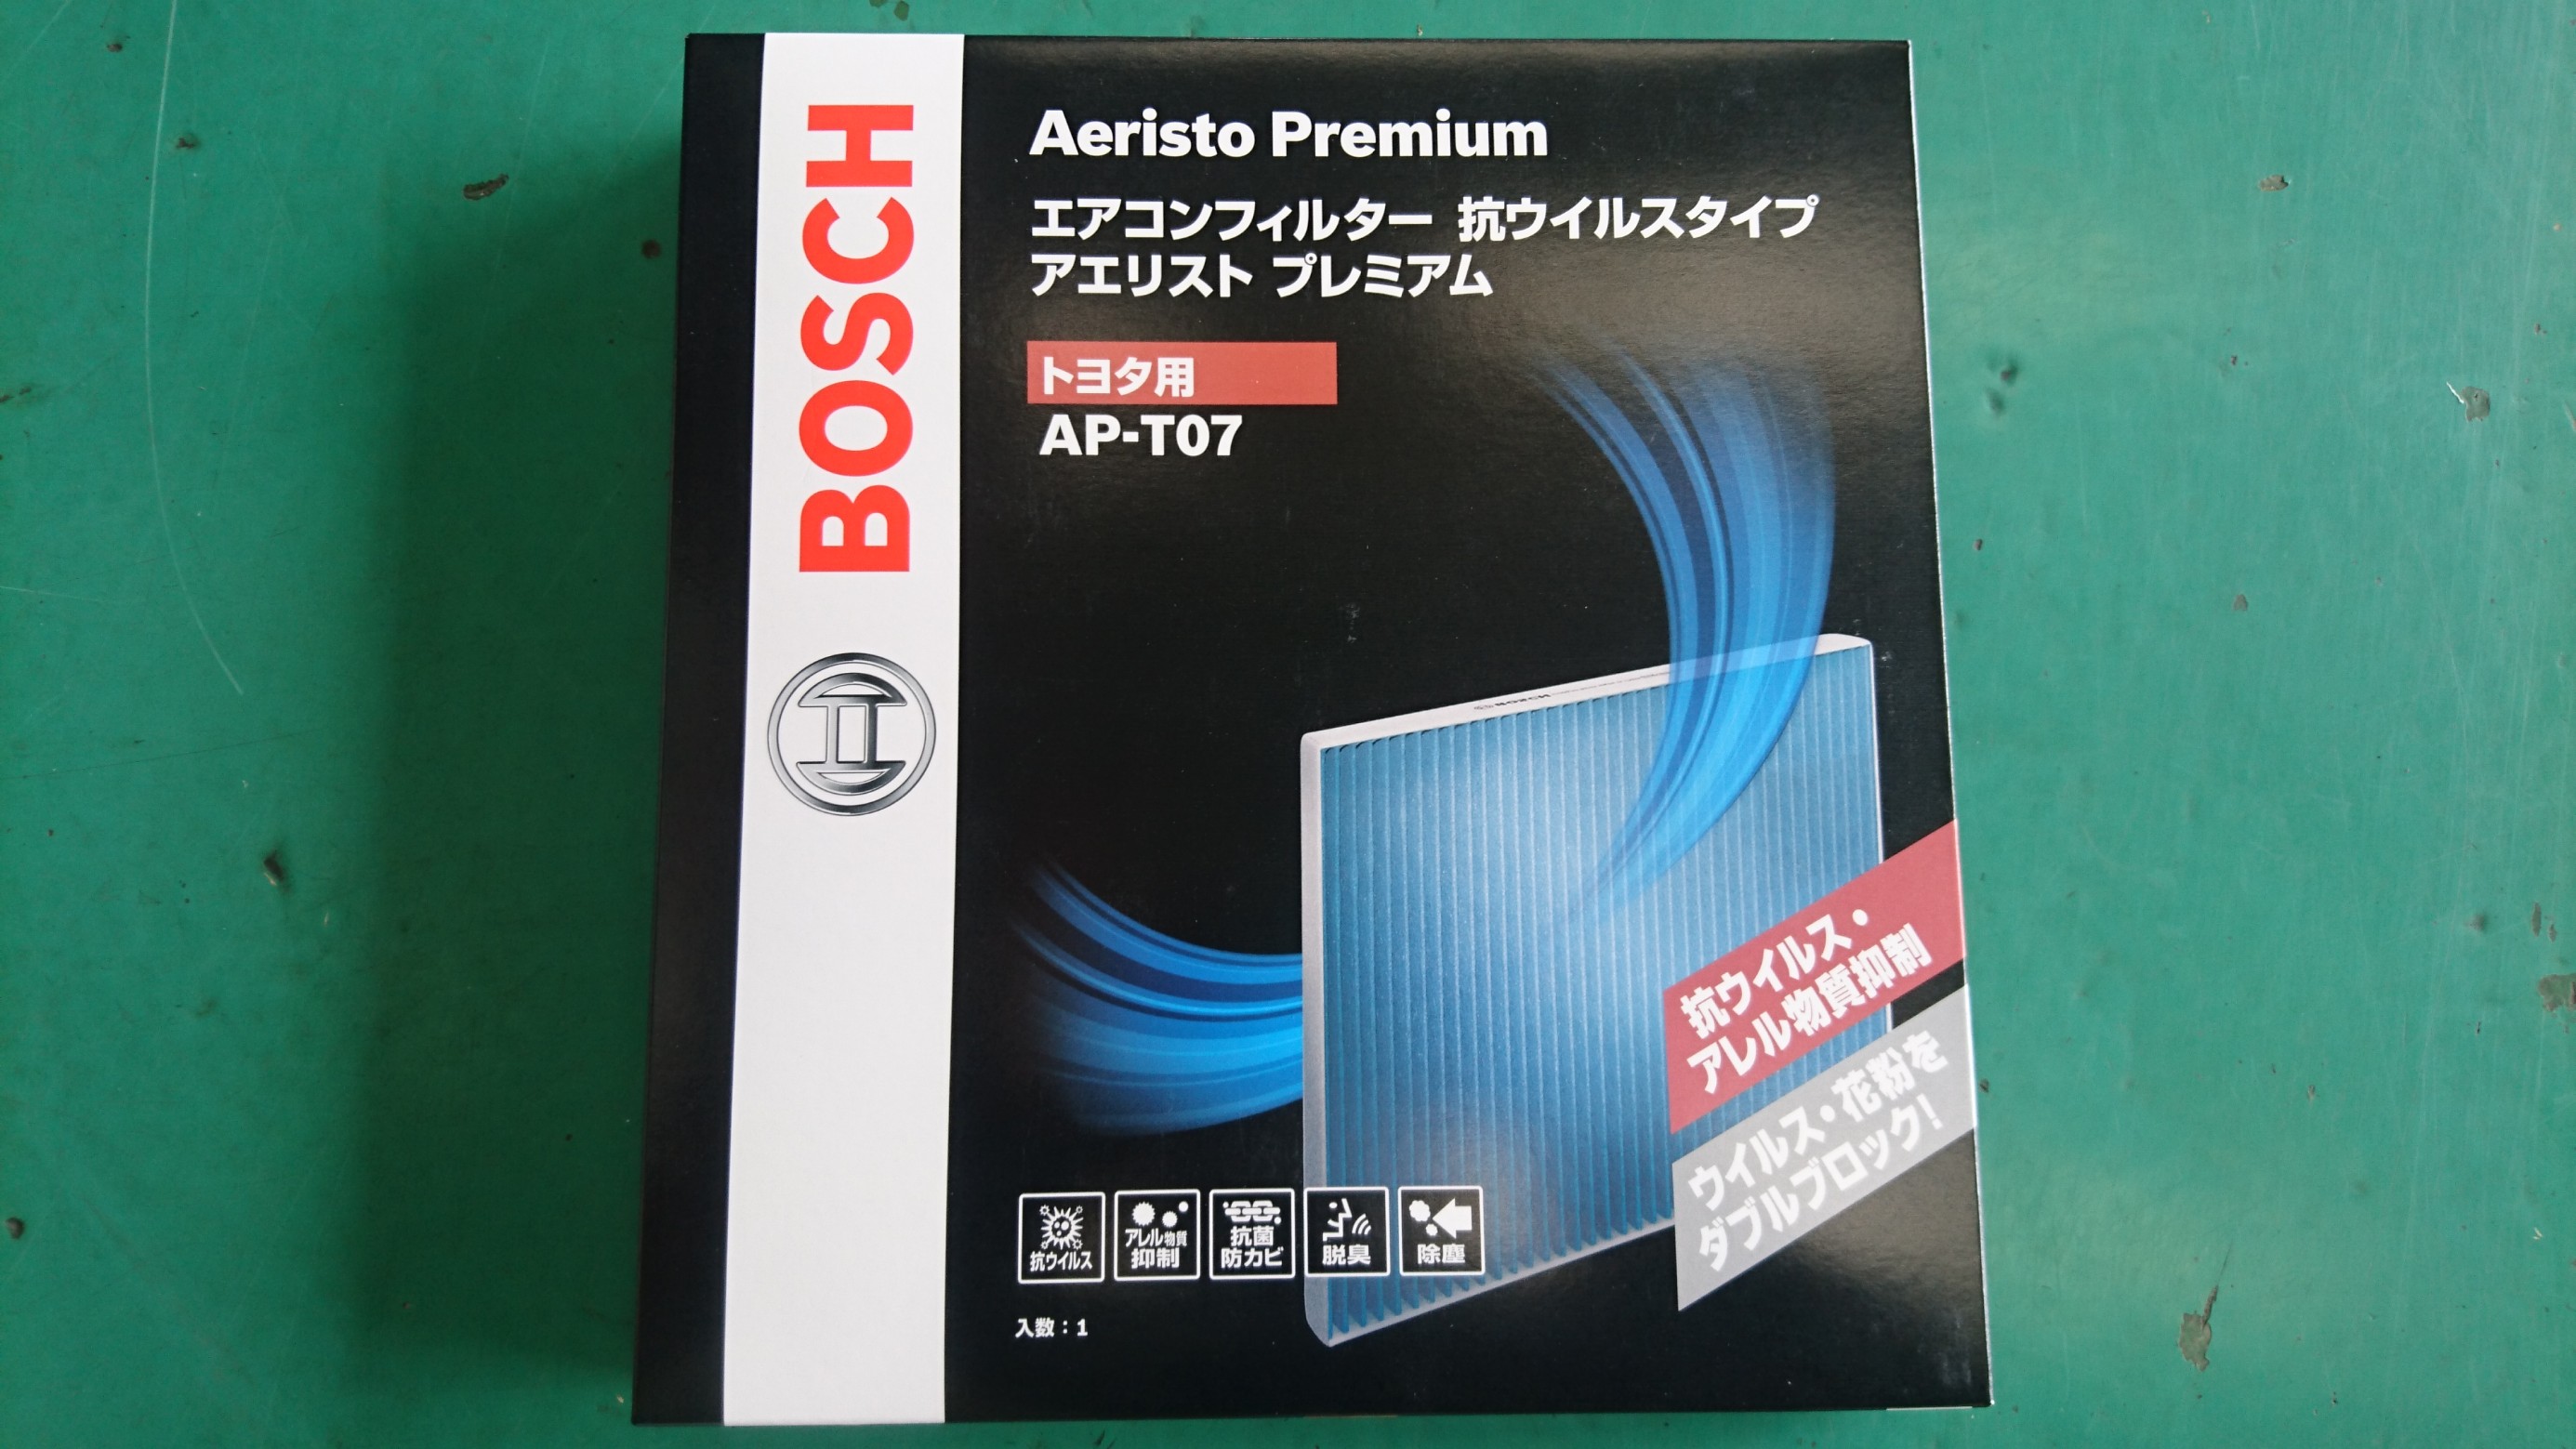 BOSCH
Aeristo Premium
エアコンフィルター 抗ウイルスタイプ
アエリスト プレミアム
トヨタ用
AP-T07
BOSCH
抗ウイルス・
アレル物質抑制
ウイルス・花粉を
ダブルブロック!
抗ウイルス
アレル物質
抑制
抗菌
防カビ
脱臭
除塵
入数:1